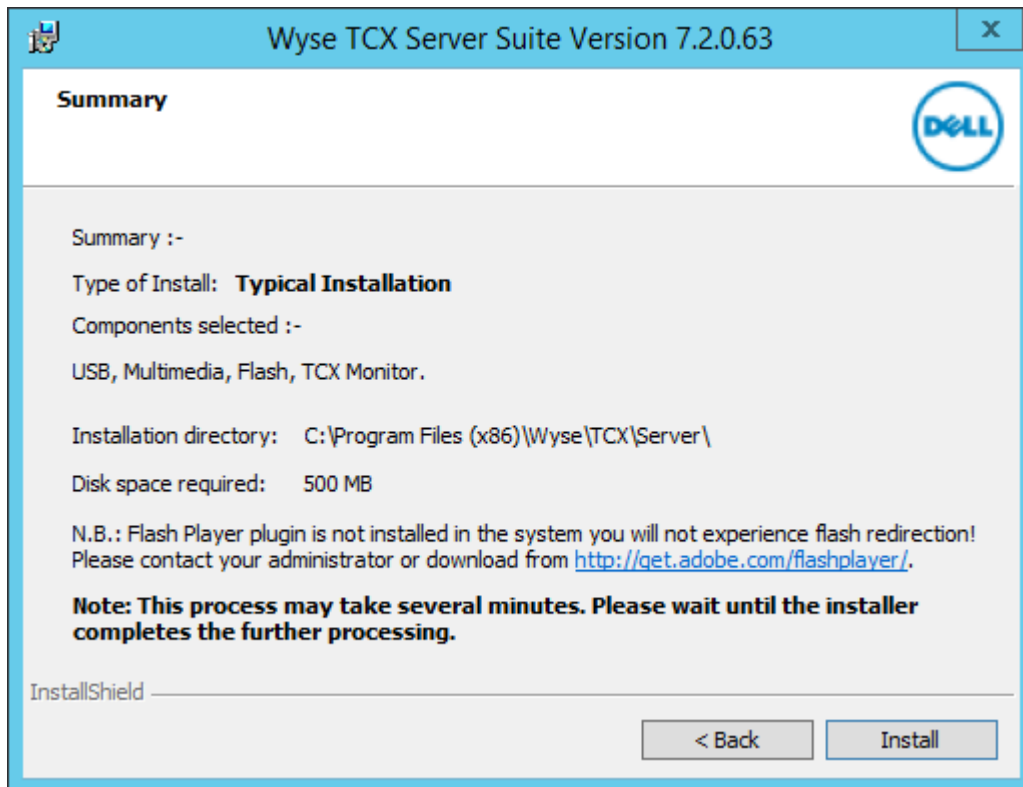 Wyse TCX Server Suite Version 7.2.0.63
x
Summary
DELL
Summary :-
Type of Install: Typical Installation
Components selected :-
USB, Multimedia, Flash, TCX Monitor.
Installation directory: C:\Program Files (x86)\Wyse\TCX\Server\
Disk space required: 500 MB
N.B.: Flash Player plugin is not installed in the system you will not experience flash redirection!
Please contact your administrator or download from http://get.adobe.com/flashplayer/.
Note: This process may take several minutes. Please wait until the installer
completes the further processing.
InstallShield
< Back
Install